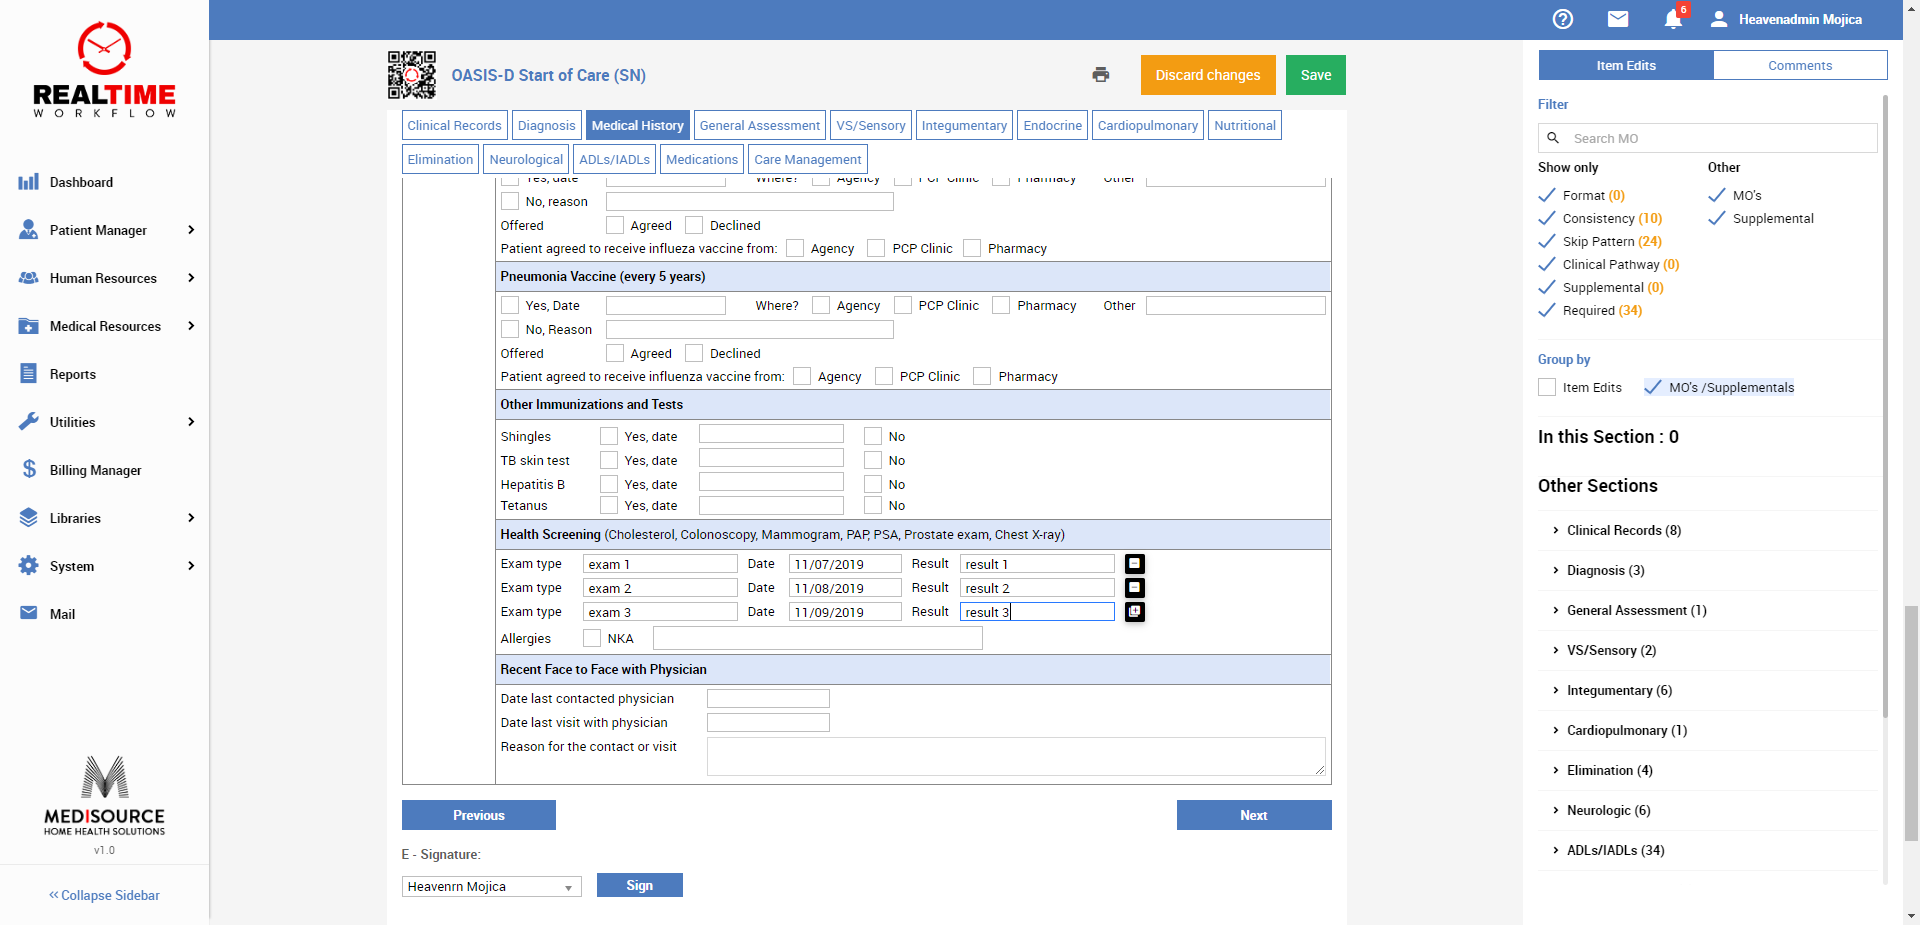 REALTIME
WORKFLOW
Dashboard
Patient Manager
Human Resources
Medical Resources
Reports
Utilities
Billing Manager
Libraries
System
Mail
MEDISOURCE
HOME HEALTH SOLUTIONS
v1.0
Collapse Sidebar
6
Heavenadmin Mojica
OASIS-D Start of Care (SN)
Discard changes
Save
Clinical Records Diagnosis Medical History General Assessment VS/Sensory Integumentary Endocrine Cardiopulmonary Nutritional
Elimination Neurological ADLs/IADLs Medications Care Management
Yes, date Where? Agency PCP Clinic Pharmacy Other
No, reason
Offered Agreed Declined
Patient agreed to receive influeza vaccine from: Agency PCP Clinic Pharmacy
Pneumonia Vaccine (every 5 years)
Yes, Date Where? Agency PCP Clinic Pharmacy Other
No, Reason
Offered Agreed Declined
Patient agreed to receive influenza vaccine from: Agency PCP Clinic Pharmacy
Other Immunizations and Tests
Shingles Yes, date No
TB skin test Yes, date No
Hepatitis B Yes, date No
Tetanus Yes, date No
Health Screening (Cholesterol, Colonoscopy, Mammogram, PAP, PSA, Prostate exam, Chest X-ray)
Exam type exam 1 Date 11/07/2019 Result result 1
Exam type exam 2 Date 11/08/2019 Result result 2
Exam type exam 3 Date 11/09/2019 Result result 3
Allergies NKA
Recent Face to Face with Physician
Date last contacted physician
Date last visit with physician
Reason for the contact or visit
Previous Next
E - Signature:
Heavenrn Mojica Sign
Item Edits Comments
Filter
Search MO
Show only Other
Format (0) MO's
Consistency (10) Supplemental
Skip Pattern (24)
Clinical Pathway (0)
Supplemental (0)
Required (34)
Group by
Item Edits MO's /Supplementals
In this Section : 0
Other Sections
Clinical Records (8)
Diagnosis (3)
General Assessment (1)
VS/Sensory (2)
Integumentary (6)
Cardiopulmonary (1)
Elimination (4)
Neurologic (6)
ADLs/IADLs (34)